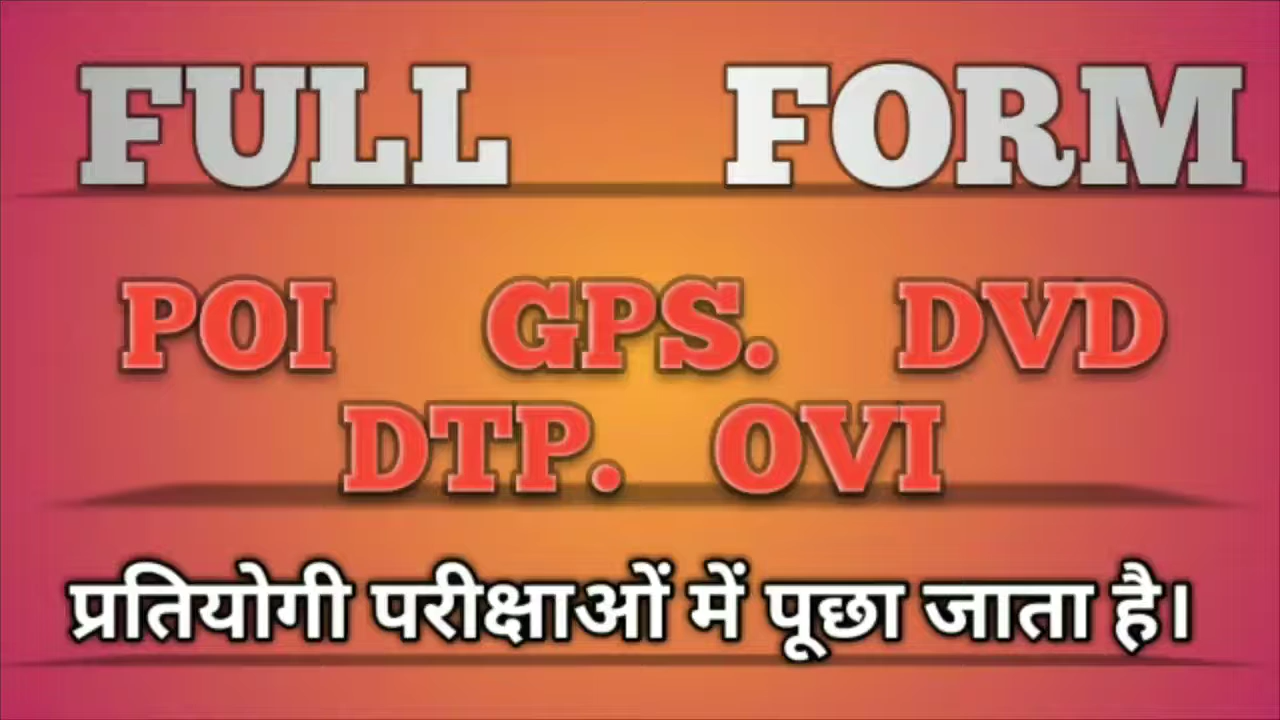 FULL FORM
POI GPS. DVD
DTP. OVI
प्रतियोगी परीक्षाओं में पूछा जाता है।